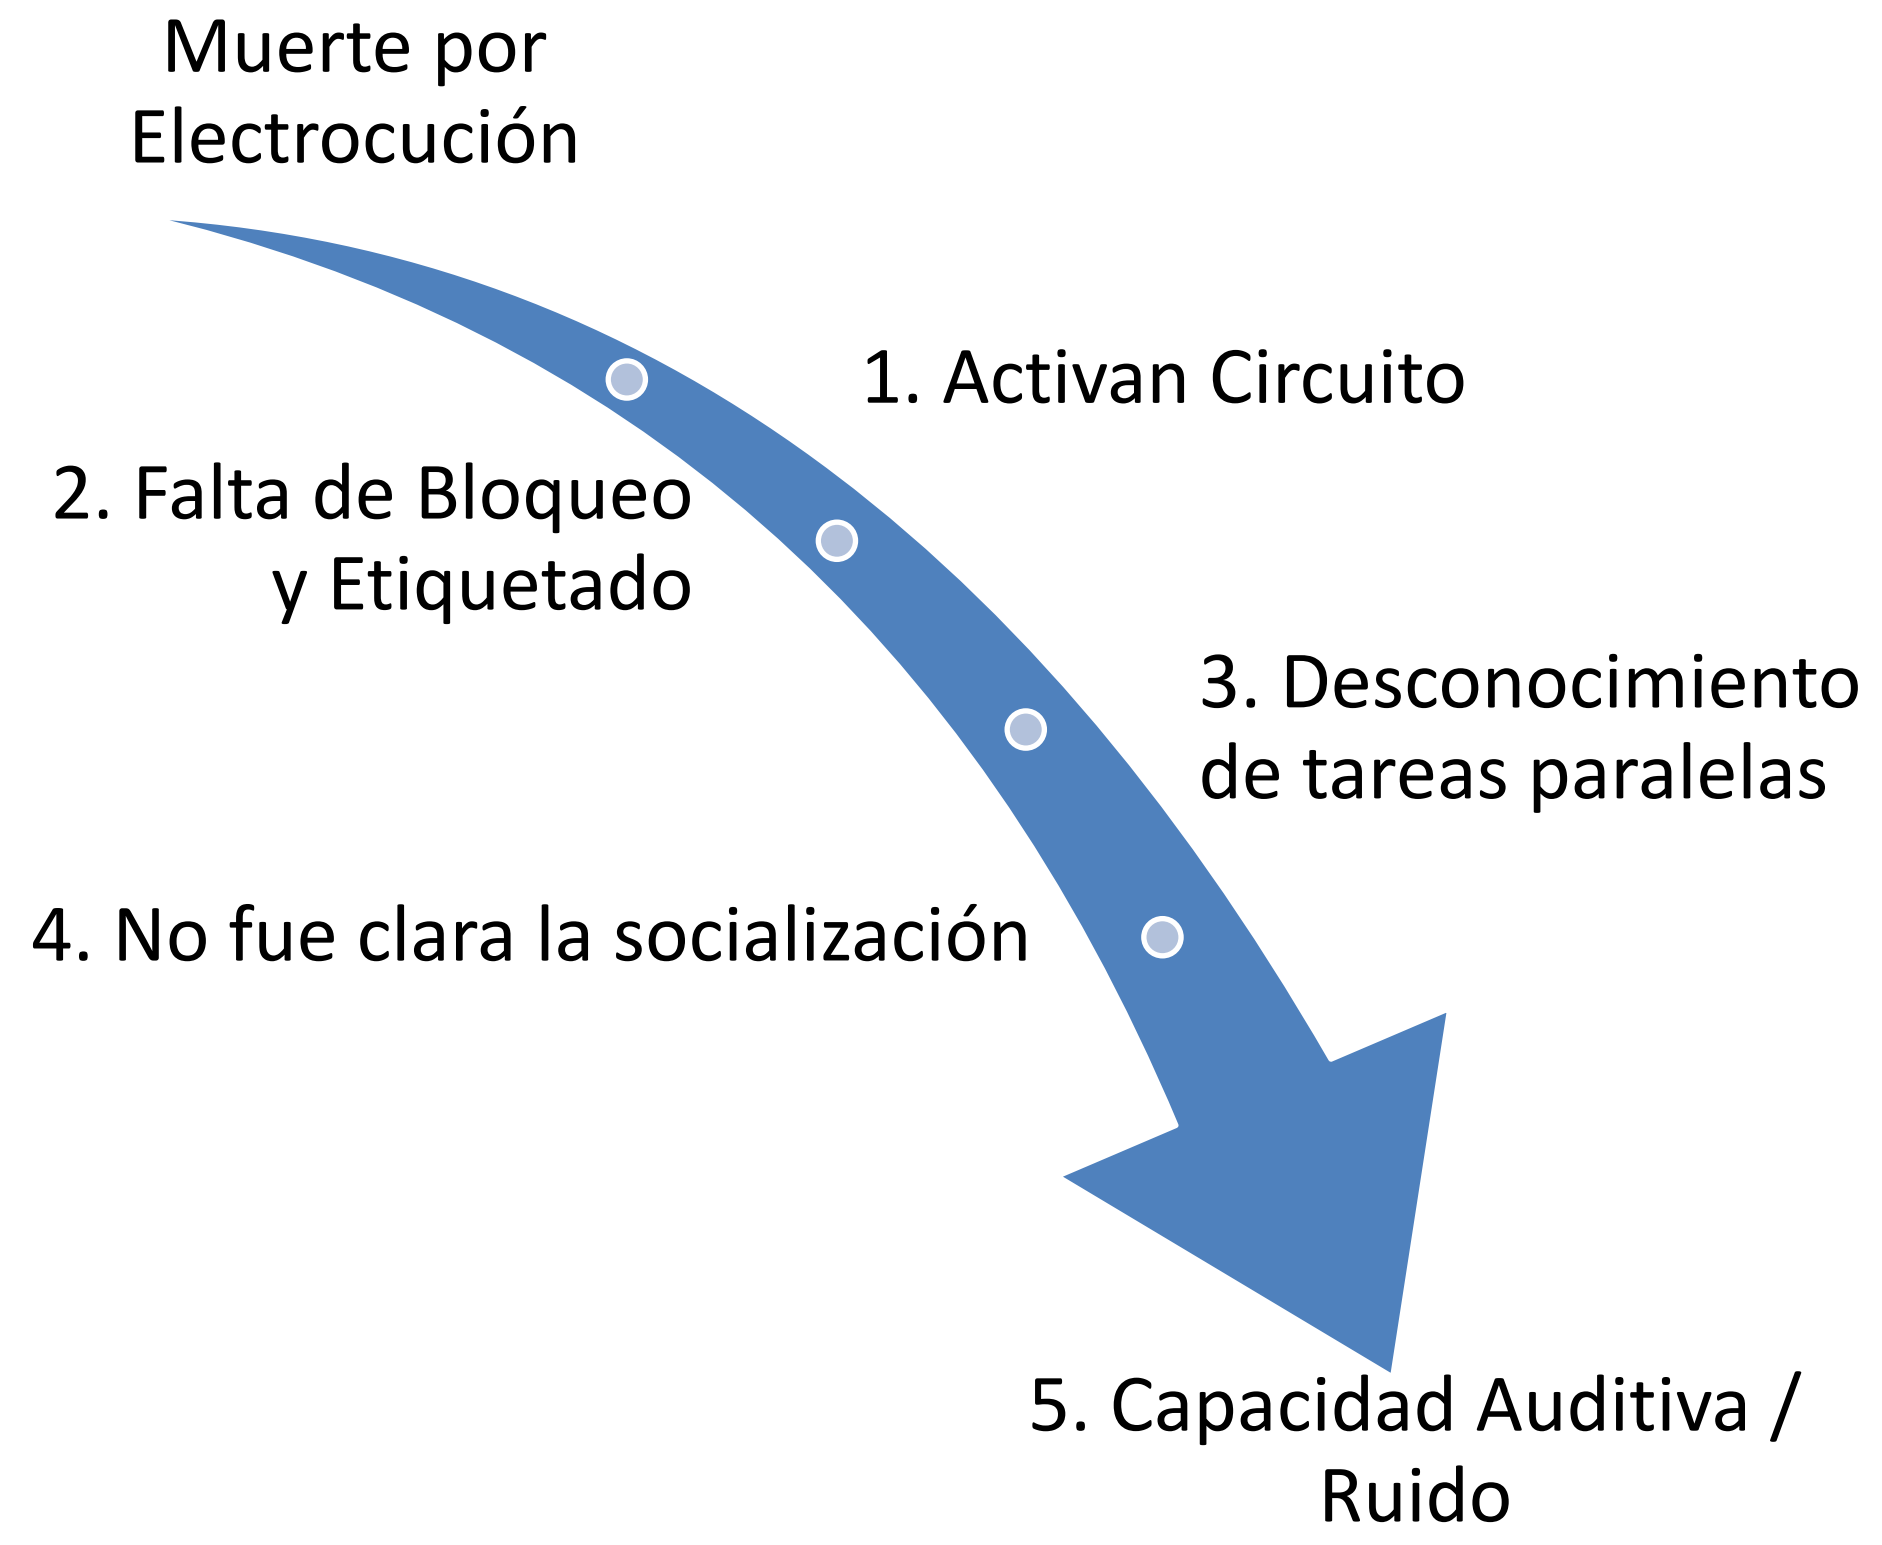 Muerte por
Electrocución
1. Activan Circuito
2. Falta de Bloqueo
y Etiquetado
3. Desconocimiento
de tareas paralelas
4. No fue clara la socialización
5. Capacidad Auditiva /
Ruido